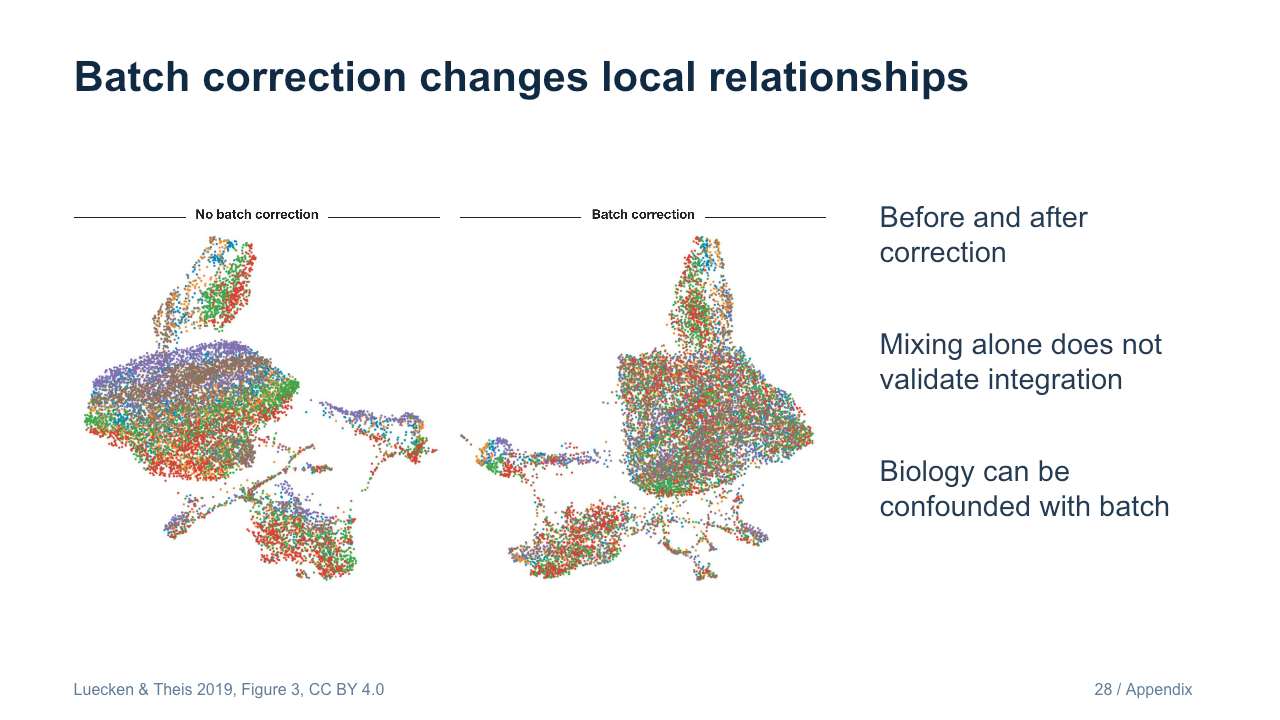 Batch correction changes local relationships
No batch correction
Batch correction
Before and after
correction
Mixing alone does not
validate integration
Biology can be
confounded with batch
Luecken & Theis 2019, Figure 3, CC BY 4.0
28 / Appendix